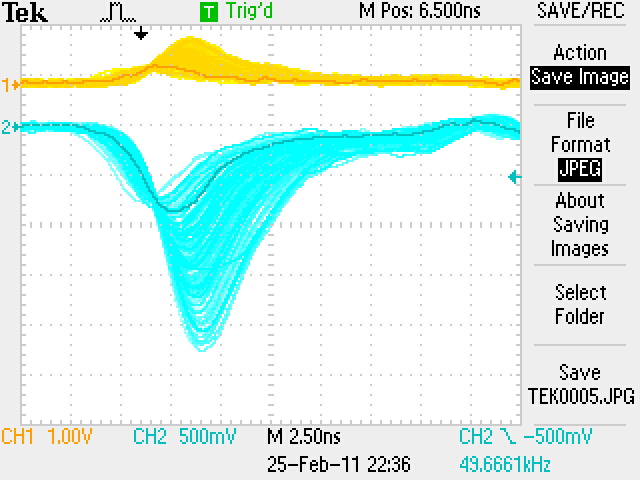 Tek T Trig'd M Pos: 6.500ns SAVE/REC
Action
Save Image
1
File
2
Format
JPEG
About
Saving
Images
Select
Folder
Save
TEK0005.JPG
CH1 1.00V CH2 500mV M 2.50ns CH2 \ -500mV
25-Feb-11 22:36 49.6661kHz